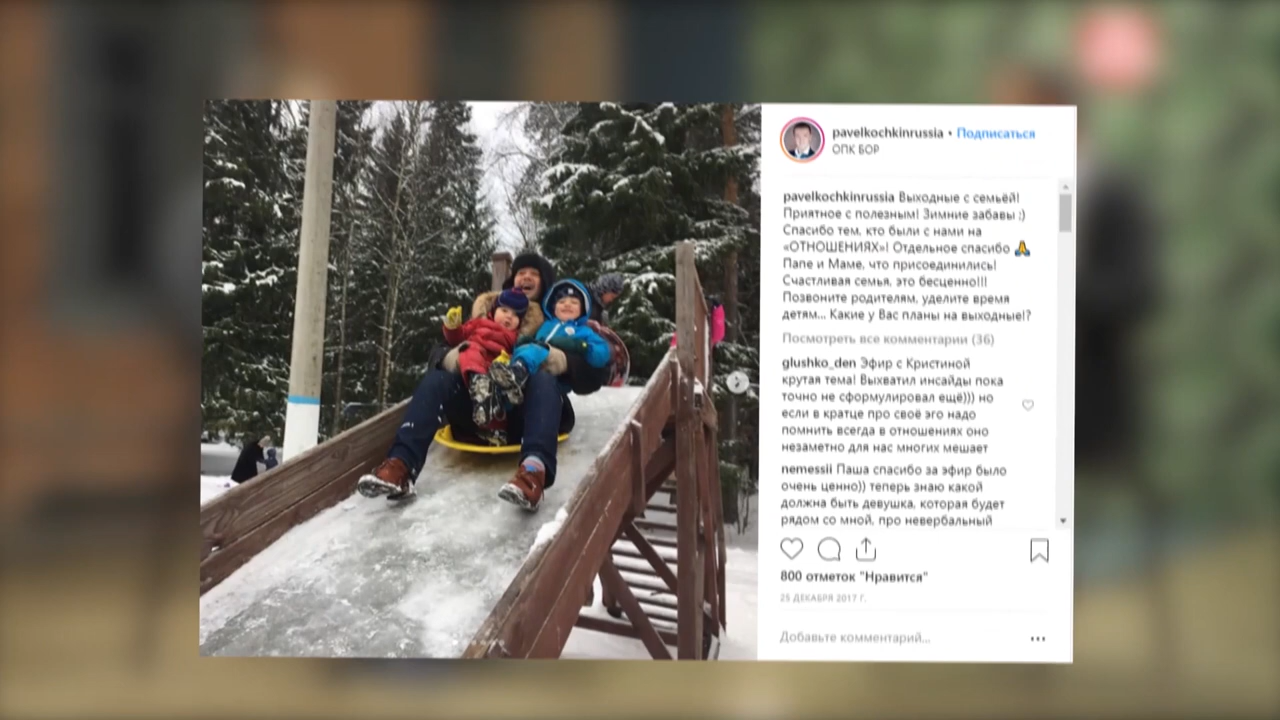 pavelkochkinrussia • Подписаться
ОПК БОР
pavelkochkinrussia Выходные с семьёй!
Приятное с полезным! Зимние забавы :)
Спасибо тем, кто были с нами на
«ОТНОШЕНИЯХ»! Отдельное спасибо 🙏
Папе и Маме, что присоединились!
Счастливая семья, это бесценно!!!
Позвоните родителям, уделите время
детям... Какие у Вас планы на выходные!?
Посмотреть все комментарии (36)
glushko_den Эфир с Кристиной
крутая тема! Выхватил инсайды пока
точно не сформулировал ещё))) но
если в кратце про своё эго надо
помнить всегда в отношениях оно
незаметно для нас многих мешает
nemessii Паша спасибо за эфир было
очень ценно)) теперь знаю какой
должна быть девушка, которая будет
рядом со мной, про невербальный
800 отметок "Нравится"
25 ДЕКАБРЯ 2017 Г.
Добавьте комментарий...